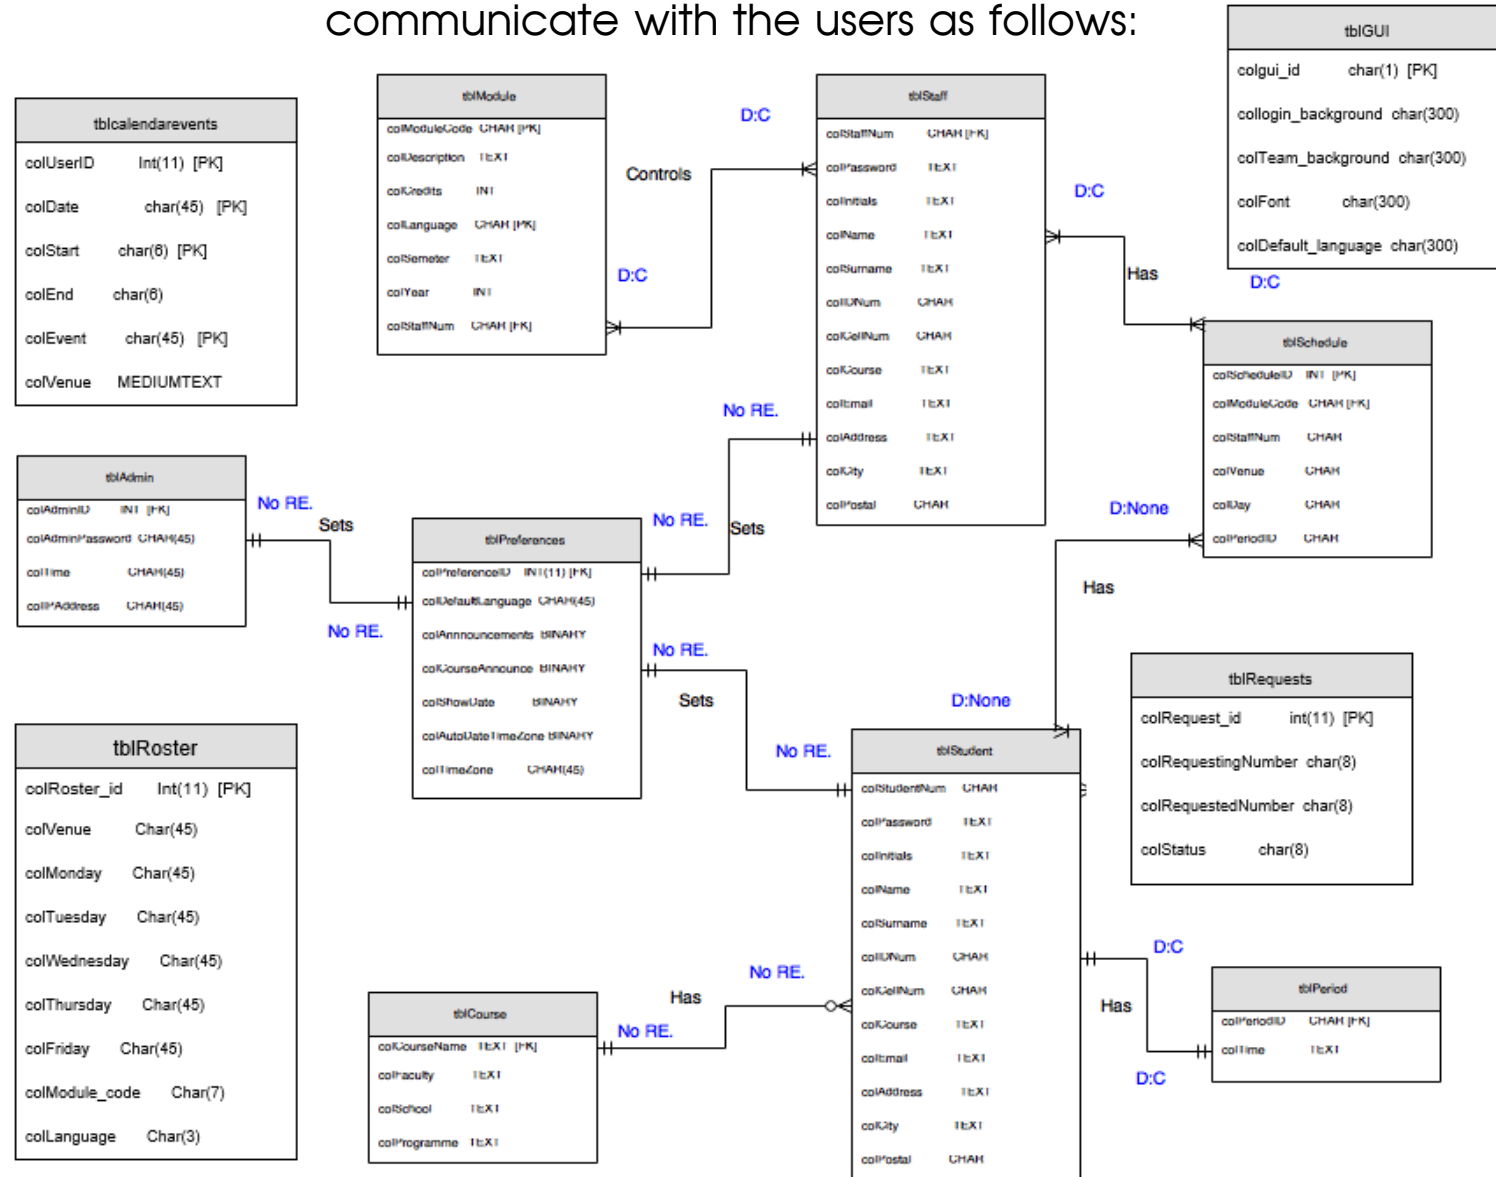 communicate with the users as follows:
tblGUI
colgui_id char(1) [PK]
collogin_background char(300)
colTeam_background char(300)
colFont char(300)
colDefault_language char(300)
D:C
tblcalendarevents
colUserID Int(11) [PK]
colDate char(45) [PK]
colStart char(6) [PK]
colEnd char(6)
colEvent char(45) [PK]
colVenue MEDIUMTEXT
tblModule
colModuleCode CHAR [PK]
colDescription TEXT
colCredits INT
colLanguage CHAR [PK]
colSemeter TEXT
colYear INT
colStaffNum CHAR [FK]
D:C
Controls
D:C
tblStaff
colStaffNum CHAR [FK]
colPassword TEXT
colInitials TEXT
colName TEXT
colSurname TEXT
colIDNum CHAR
colCellNum CHAR
colCourse TEXT
colEmail TEXT
colAddress TEXT
colCity TEXT
colPostal CHAR
D:C
Has
tblSchedule
colScheduleID INT [PK]
colModuleCode CHAR [FK]
colStaffNum CHAR
colVenue CHAR
colDay CHAR
colPeriodID CHAR
D:None
Has
D:None
tblAdmin
colAdminID INT [FK]
colAdminPassword CHAR(45)
colTime CHAR(45)
colIPAddress CHAR(45)
No RE.
Sets
No RE.
tblPreferences
colPreferenceID INT(11) [FK]
colDefaultLanguage CHAR(45)
colAnnnouncements BINARY
colCourseAnnounce BINARY
colShowDate BINARY
colAutoDateTimeZone BINARY
colTimeZone CHAR(45)
No RE.
No RE.
Sets
No RE.
Sets
No RE.
tblRequests
colRequest_id int(11) [PK]
colRequestingNumber char(8)
colRequestedNumber char(8)
colStatus char(8)
tblRoster
colRoster_id Int(11) [PK]
colVenue Char(45)
colMonday Char(45)
colTuesday Char(45)
colWednesday Char(45)
colThursday Char(45)
colFriday Char(45)
colModule_code Char(7)
colLanguage Char(3)
tblStudent
colStudentNum CHAR
colPassword TEXT
colInitials TEXT
colName TEXT
colSurname TEXT
colIDNum CHAR
colCellNum CHAR
colCourse TEXT
colEmail TEXT
colAddress TEXT
colCity TEXT
colPostal CHAR
No RE.
Has
No RE.
tblCourse
colCourseName TEXT [FK]
colFaculty TEXT
colSchool TEXT
colProgramme TEXT
D:C
Has
D:C
tblPeriod
colPeriodID CHAR [FK]
colTime TEXT